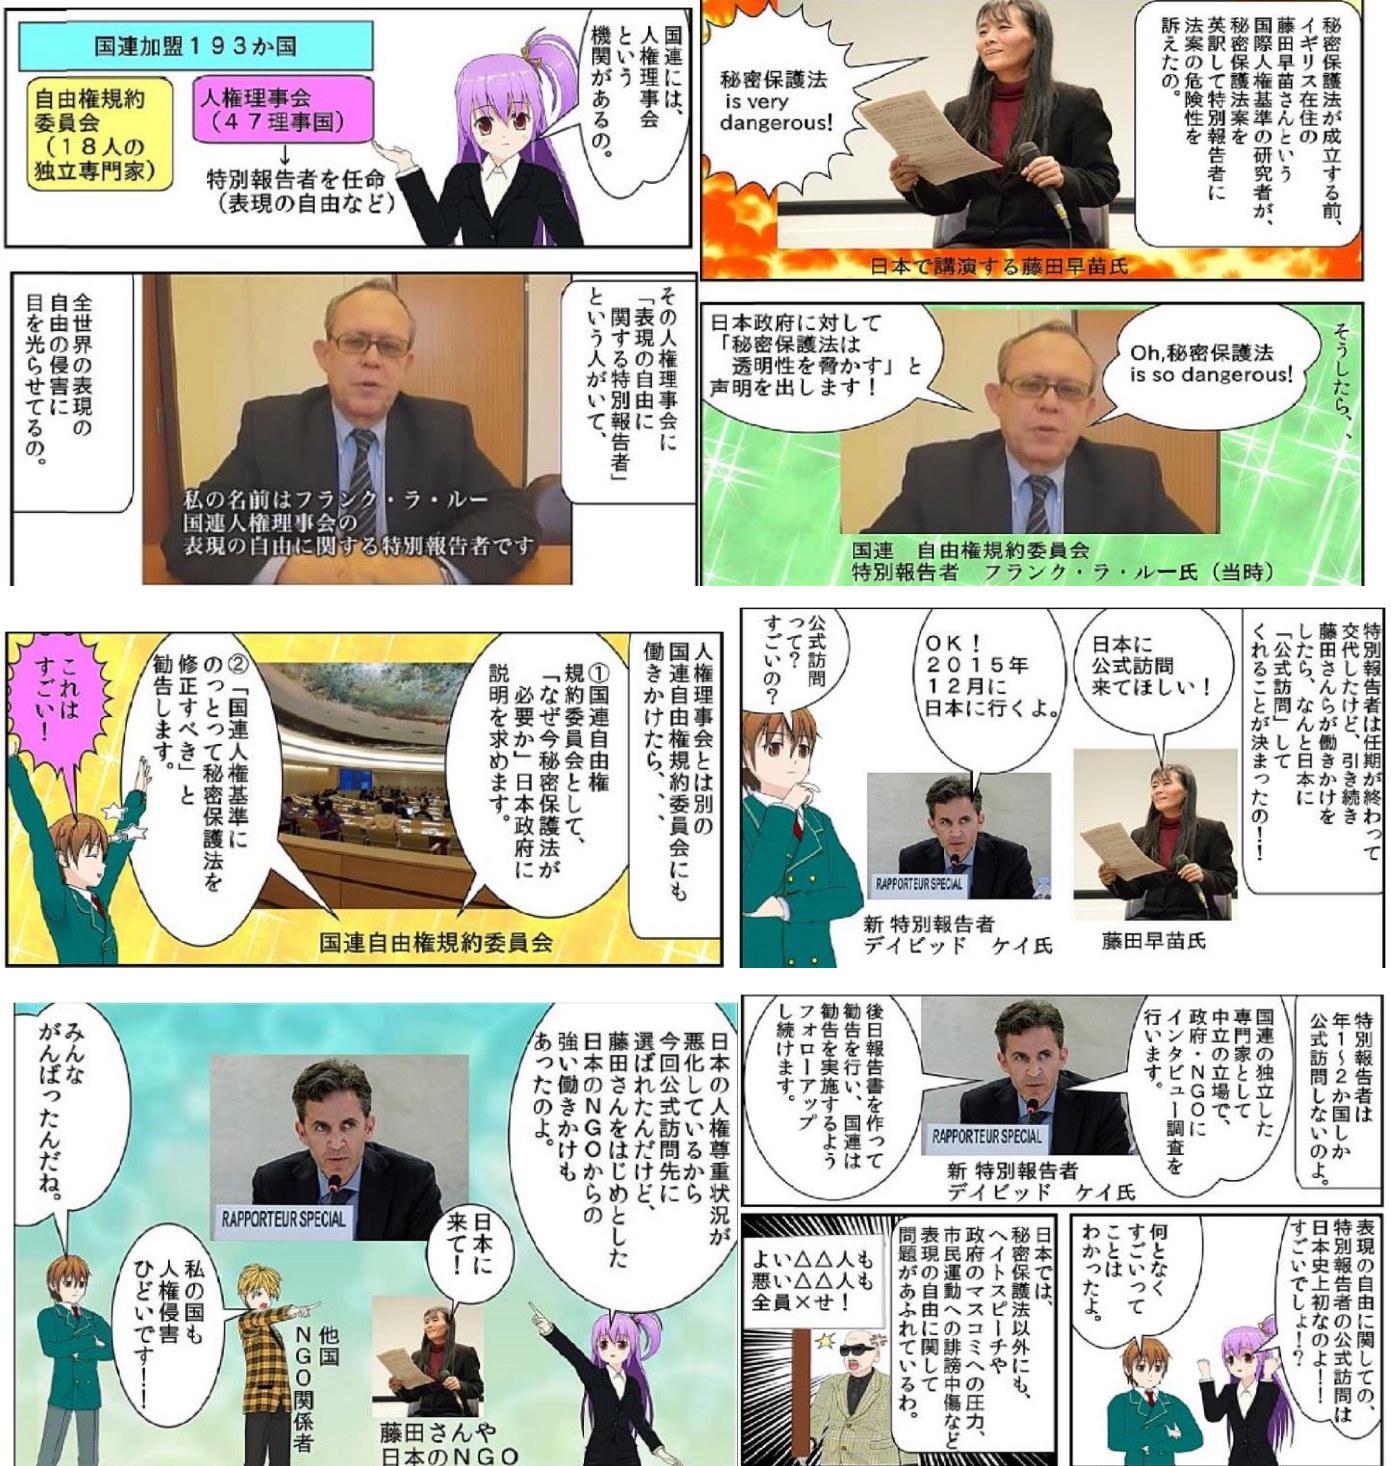 国連加盟193か国
自由権規約
委員会
(18人の
独立専門家)
人権理事会
(47理事国)
↓
特別報告者を任命
(表現の自由など)
国連には、
人権理事会
という
機関があるの。
秘密保護法
is very
dangerous!
秘密保護法が成立する前、
イギリス在住の
藤田早苗さんという
国際人権基準の研究者が、
秘密保護法案を
英訳して特別報告者に
法案の危険性を
訴えたの。
日本で講演する藤田早苗氏
その人権理事会に
「表現の自由に
関する特別報告者」
という人がいて、
全世界の表現の
自由の侵害に
目を光らせてるの。
私の名前はフランク・ラ・ルー
国連人権理事会の
表現の自由に関する特別報告者です
そうしたら、、
Oh,秘密保護法
is so dangerous!
日本政府に対して
「秘密保護法は
透明性を脅かす」と
声明を出します！
国連　自由権規約委員会
特別報告者　フランク・ラ・ルー氏（当時）
人権理事会とは別の
国連自由権規約委員会にも
働きかけたら、、
①国連自由権
規約委員会として、
「なぜ今秘密保護法が
必要か」日本政府に
説明を求めます。
②「国連人権基準に
のっとって秘密保護法を
修正すべき」と
勧告します。
これは
すごい！
国連自由権規約委員会
特別報告者は任期が終わって
交代したけど、引き続き
藤田さんらが働きかけを
したら、なんと日本に
「公式訪問」して
くれることが決まったの！！
日本に
公式訪問
来てほしい！
OK！
2015年
12月に
日本に行くよ。
公式訪問
って？
すごいの？
RAPPORTEUR SPECIAL
新 特別報告者
デイビッド　ケイ氏
藤田早苗氏
日本の人権尊重状況が
悪化しているから
今回公式訪問先に
選ばれたんだけど、
藤田さんをはじめとした
日本のNGOからの
強い働きかけも
あったのよ。
RAPPORTEUR SPECIAL
日本に
来て！
みんな
がんばったんだね。
私の国も
人権侵害
ひどいです！！
他国
NGO関係者
藤田さんや
日本のNGO
特別報告者は
年1～2か国しか
公式訪問しないのよ。
国連の独立した
専門家として
中立の立場で、
政府・NGOに
インタビュー調査を
行います。
後日報告書を作って
勧告を行い、国連は
勧告を実施するよう
フォローアップ
し続けます。
RAPPORTEUR SPECIAL
新 特別報告者
デイビッド　ケイ氏
表現の自由に関しての、
特別報告者の公式訪問は
日本史上初なのよ！！
すごいでしょ！？
何となく
すごいって
ことは
わかったよ。
日本では、
秘密保護法以外にも、
ヘイトスピーチや
政府のマスコミへの圧力、
市民運動への誹謗中傷など
表現の自由に関して
問題があふれているわ。
よい△△人も
悪い△△人も
全員×せ！